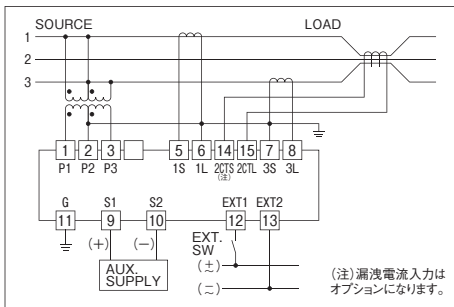 SOURCE LOAD
1
2
3
1 2 3 5 6 14 15 7 8
P1 P2 P3 1S 1L 2CTS 2CTL 3S 3L
(注)
G S1 S2 EXT1 EXT2
11 9 10 12 13
(+) (−) EXT. SW
AUX. SUPPLY
(±)
(∓)
(注)漏洩電流入力は
オプションになります。